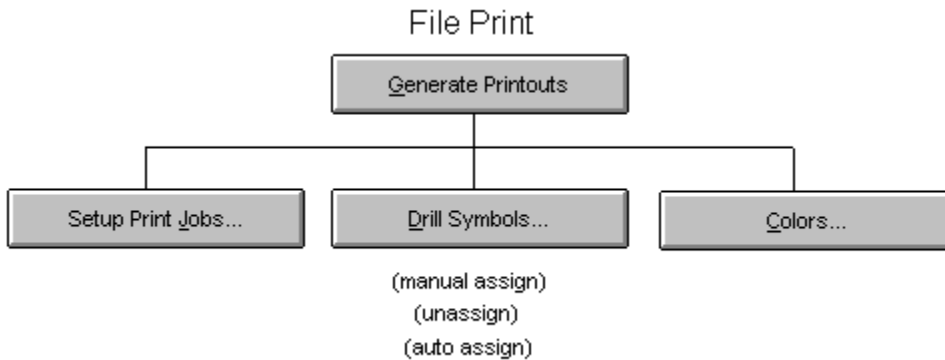 File Print
Generate Printouts
Setup Print Jobs...
Drill Symbols...
Colors...
(manual assign)
(unassign)
(auto assign)